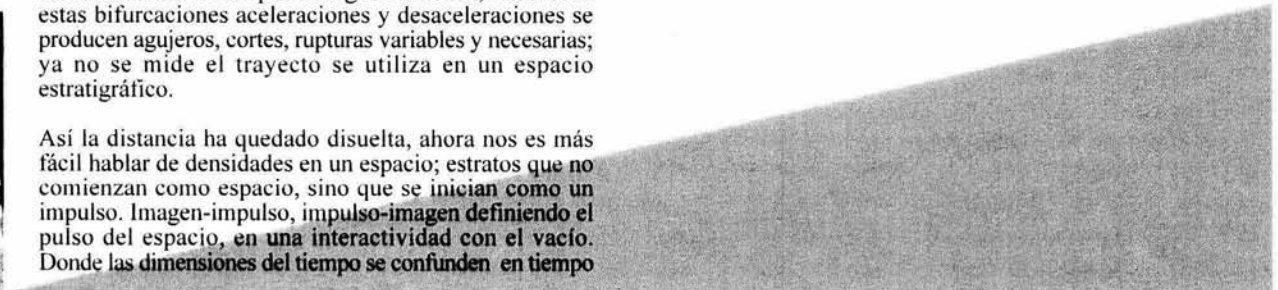 estas bifurcaciones aceleraciones y desaceleraciones se
producen agujeros, cortes, rupturas variables y necesarias;
ya no se mide el trayecto se utiliza en un espacio
estratigráfico.
Así la distancia ha quedado disuelta, ahora nos es más
fácil hablar de densidades en un espacio; estratos que no
comienzan como espacio, sino que se inician como un
impulso. Imagen-impulso, impulso-imagen definiendo el
pulso del espacio, en una interactividad con el vacío.
Donde las dimensiones del tiempo se confunden en tiempo